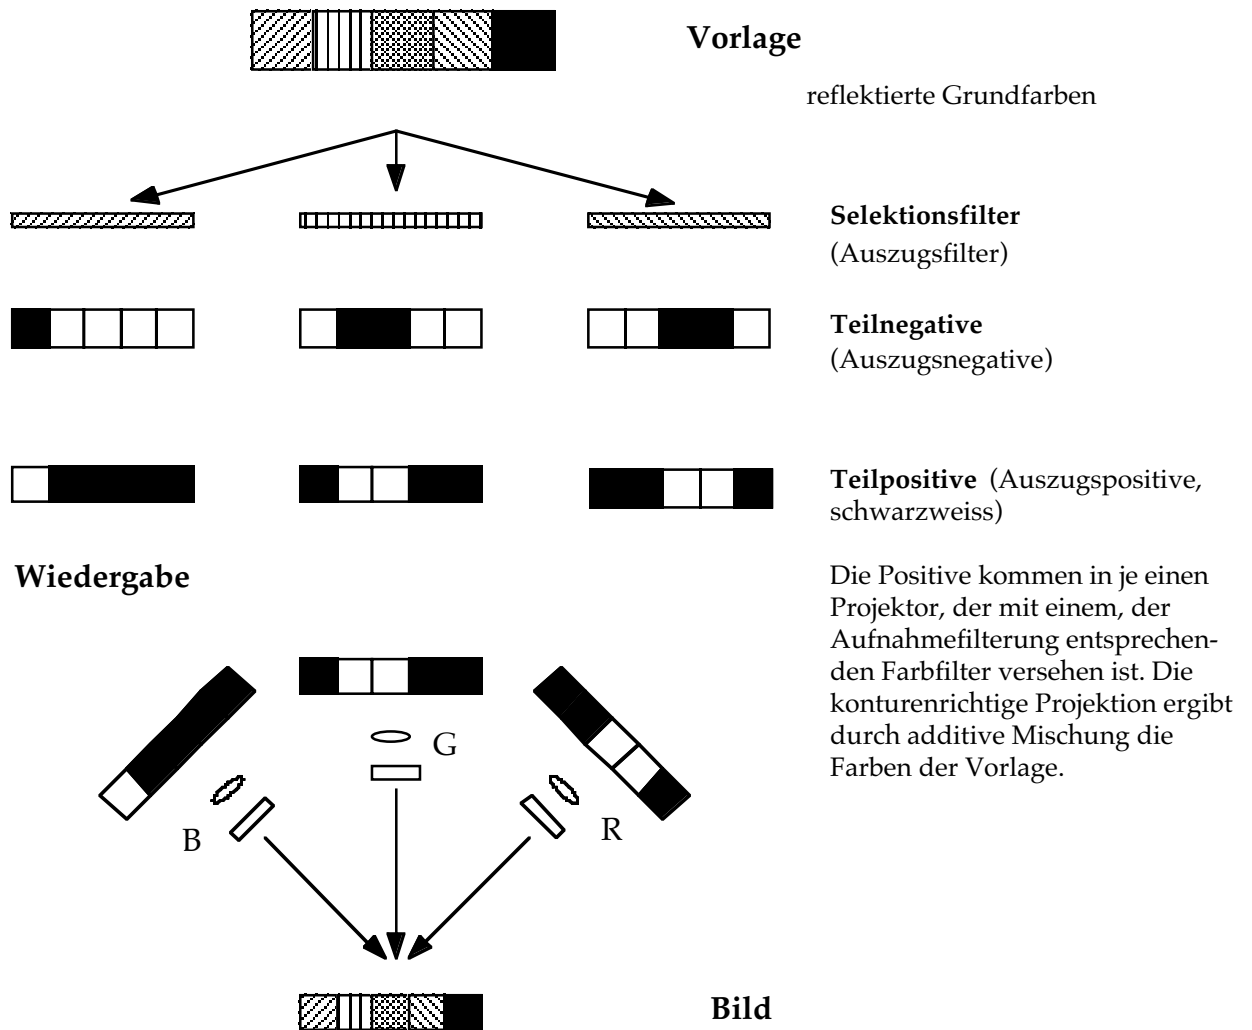 Vorlage
reflektierte Grundfarben
Selektionsfilter
(Auszugsfilter)
Teilnegative
(Auszugsnegative)
Teilpositive (Auszugspositive,
schwarzweiss)
Wiedergabe
Die Positive kommen in je einen
Projektor, der mit einem, der
Aufnahmefilterung entsprechen-
den Farbfilter versehen ist. Die
konturenrichtige Projektion ergibt
durch additive Mischung die
Farben der Vorlage.
G
B
R
Bild